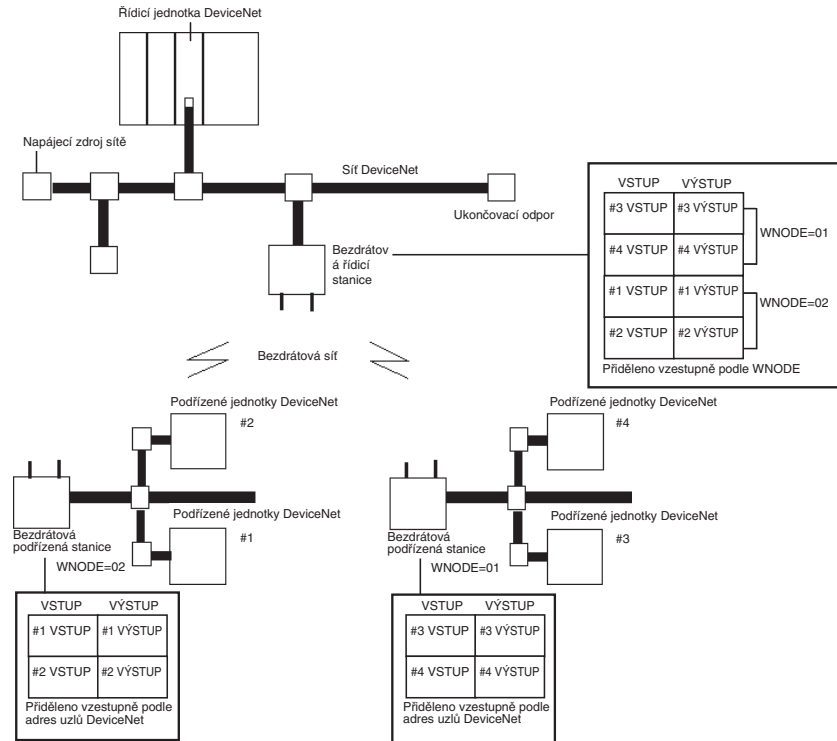 Řídicí jednotka DeviceNet
Napájecí zdroj sítě
Síť DeviceNet
Ukončovací odpor
Bezdrátov
á řídicí
stanice
VSTUP VÝSTUP
#3 VSTUP #3 VÝSTUP
WNODE=01
#4 VSTUP #4 VÝSTUP
#1 VSTUP #1 VÝSTUP
WNODE=02
#2 VSTUP #2 VÝSTUP
Přiděleno vzestupně podle WNODE
Bezdrátová síť
Podřízené jednotky DeviceNet
#2
Podřízené jednotky DeviceNet
#1
Bezdrátová
podřízená stanice
WNODE=02
VSTUP VÝSTUP
#1 VSTUP #1 VÝSTUP
#2 VSTUP #2 VÝSTUP
Přiděleno vzestupně podle
adres uzlů DeviceNet
Podřízené jednotky DeviceNet
#4
Podřízené jednotky DeviceNet
#3
Bezdrátová
podřízená stanice
WNODE=01
VSTUP VÝSTUP
#3 VSTUP #3 VÝSTUP
#4 VSTUP #4 VÝSTUP
Přiděleno vzestupně podle
adres uzlů DeviceNet